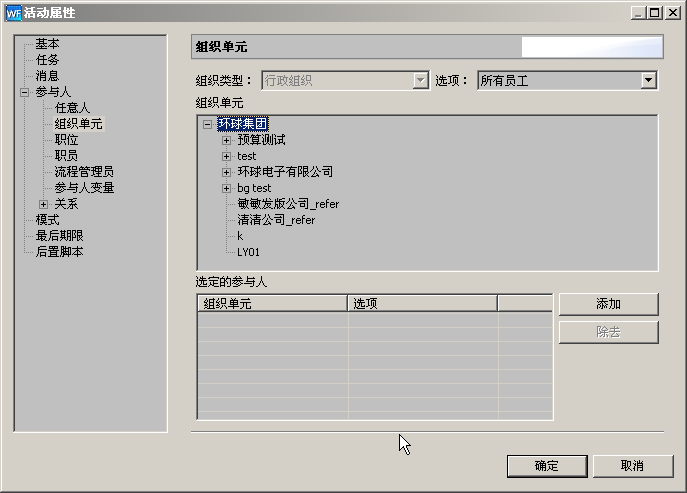 WF 活动属性
基本
任务
消息
参与人
任意人
组织单元
职位
职员
流程管理员
参与人变量
关系
模式
最后期限
后置脚本
组织单元
组织类型： 行政组织 选项： 所有员工
组织单元
环球集团
预算测试
test
环球电子有限公司
bg test
敏敏发版公司_refer
清清公司_refer
k
LY01
选定的参与人
组织单元 选项
添加
除去
确定 取消